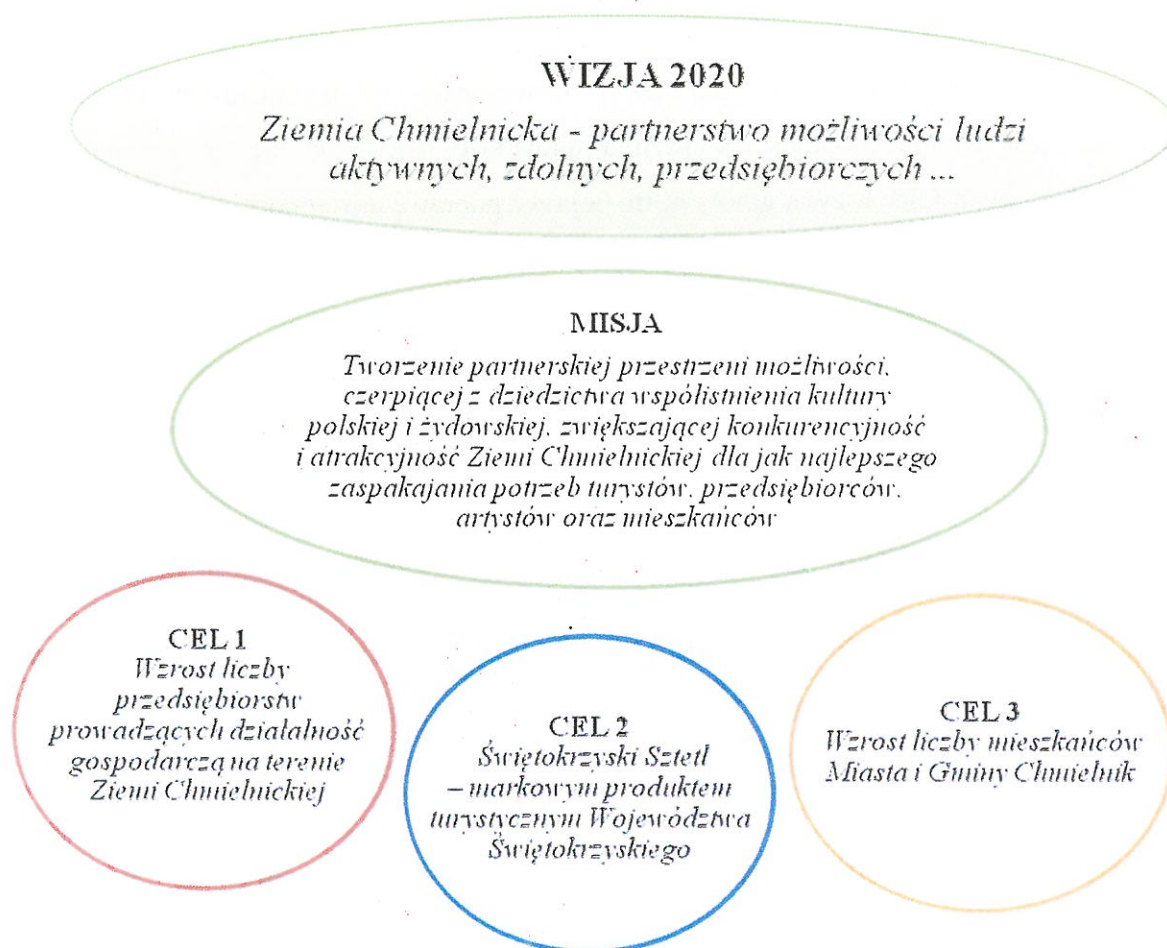 WIZJA 2020
Ziemia Chmielnicka - partnerstwo możliwości ludzi
aktywnych, zdolnych, przedsiębiorczych ...
MISJA
Tworzenie partnerskiej przestrzeni możliwości,
czerpiącej z dziedzictwa współistnienia kultury
polskiej i żydowskiej, zwiększającej konkurencyjność
i atrakcyjność Ziemi Chmielnickiej dla jak najlepszego
zaspakajania potrzeb turystów, przedsiębiorców,
artystów oraz mieszkańców
CEL 1
Wzrost liczby
przedsiębiorstw
prowadzących działalność
gospodarczą na terenie
Ziemi Chmielnickiej
CEL 2
Świętokrzyski Sztetl
– markowym produktem
turystycznym Województwa
Świętokrzyskiego
CEL 3
Wzrost liczby mieszkańców
Miasta i Gminy Chmielnik